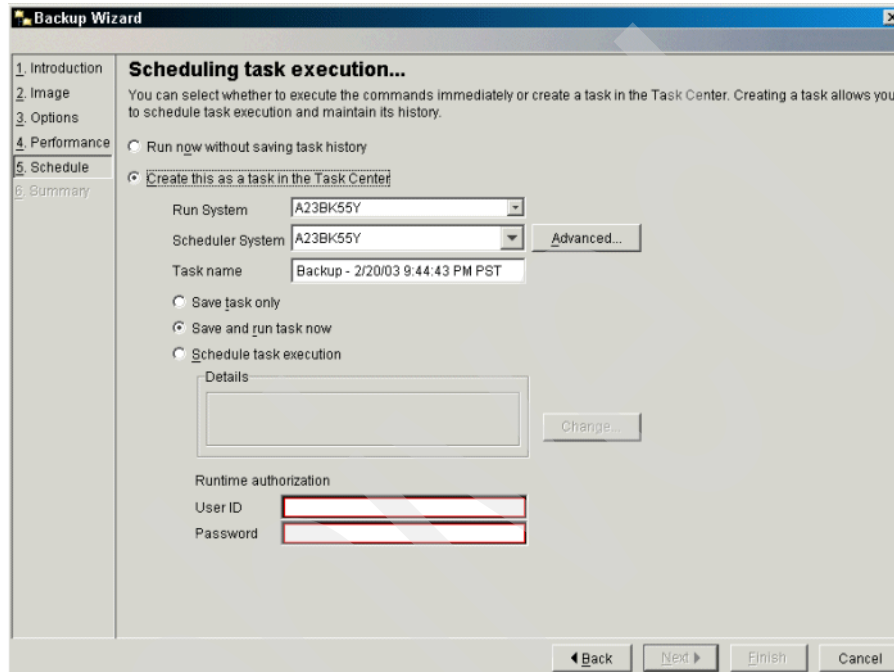 Backup Wizard
1. Introduction
2. Image
3. Options
4. Performance
5. Schedule
6. Summary
Scheduling task execution...
You can select whether to execute the commands immediately or create a task in the Task Center. Creating a task allows you
to schedule task execution and maintain its history.
Run now without saving task history
Create this as a task in the Task Center
Run System A23BK55Y
Scheduler System A23BK55Y Advanced...
Task name Backup - 2/20/03 9:44:43 PM PST
Save task only
Save and run task now
Schedule task execution
Details
Change...
Runtime authorization
User ID
Password
Back Next Finish Cancel